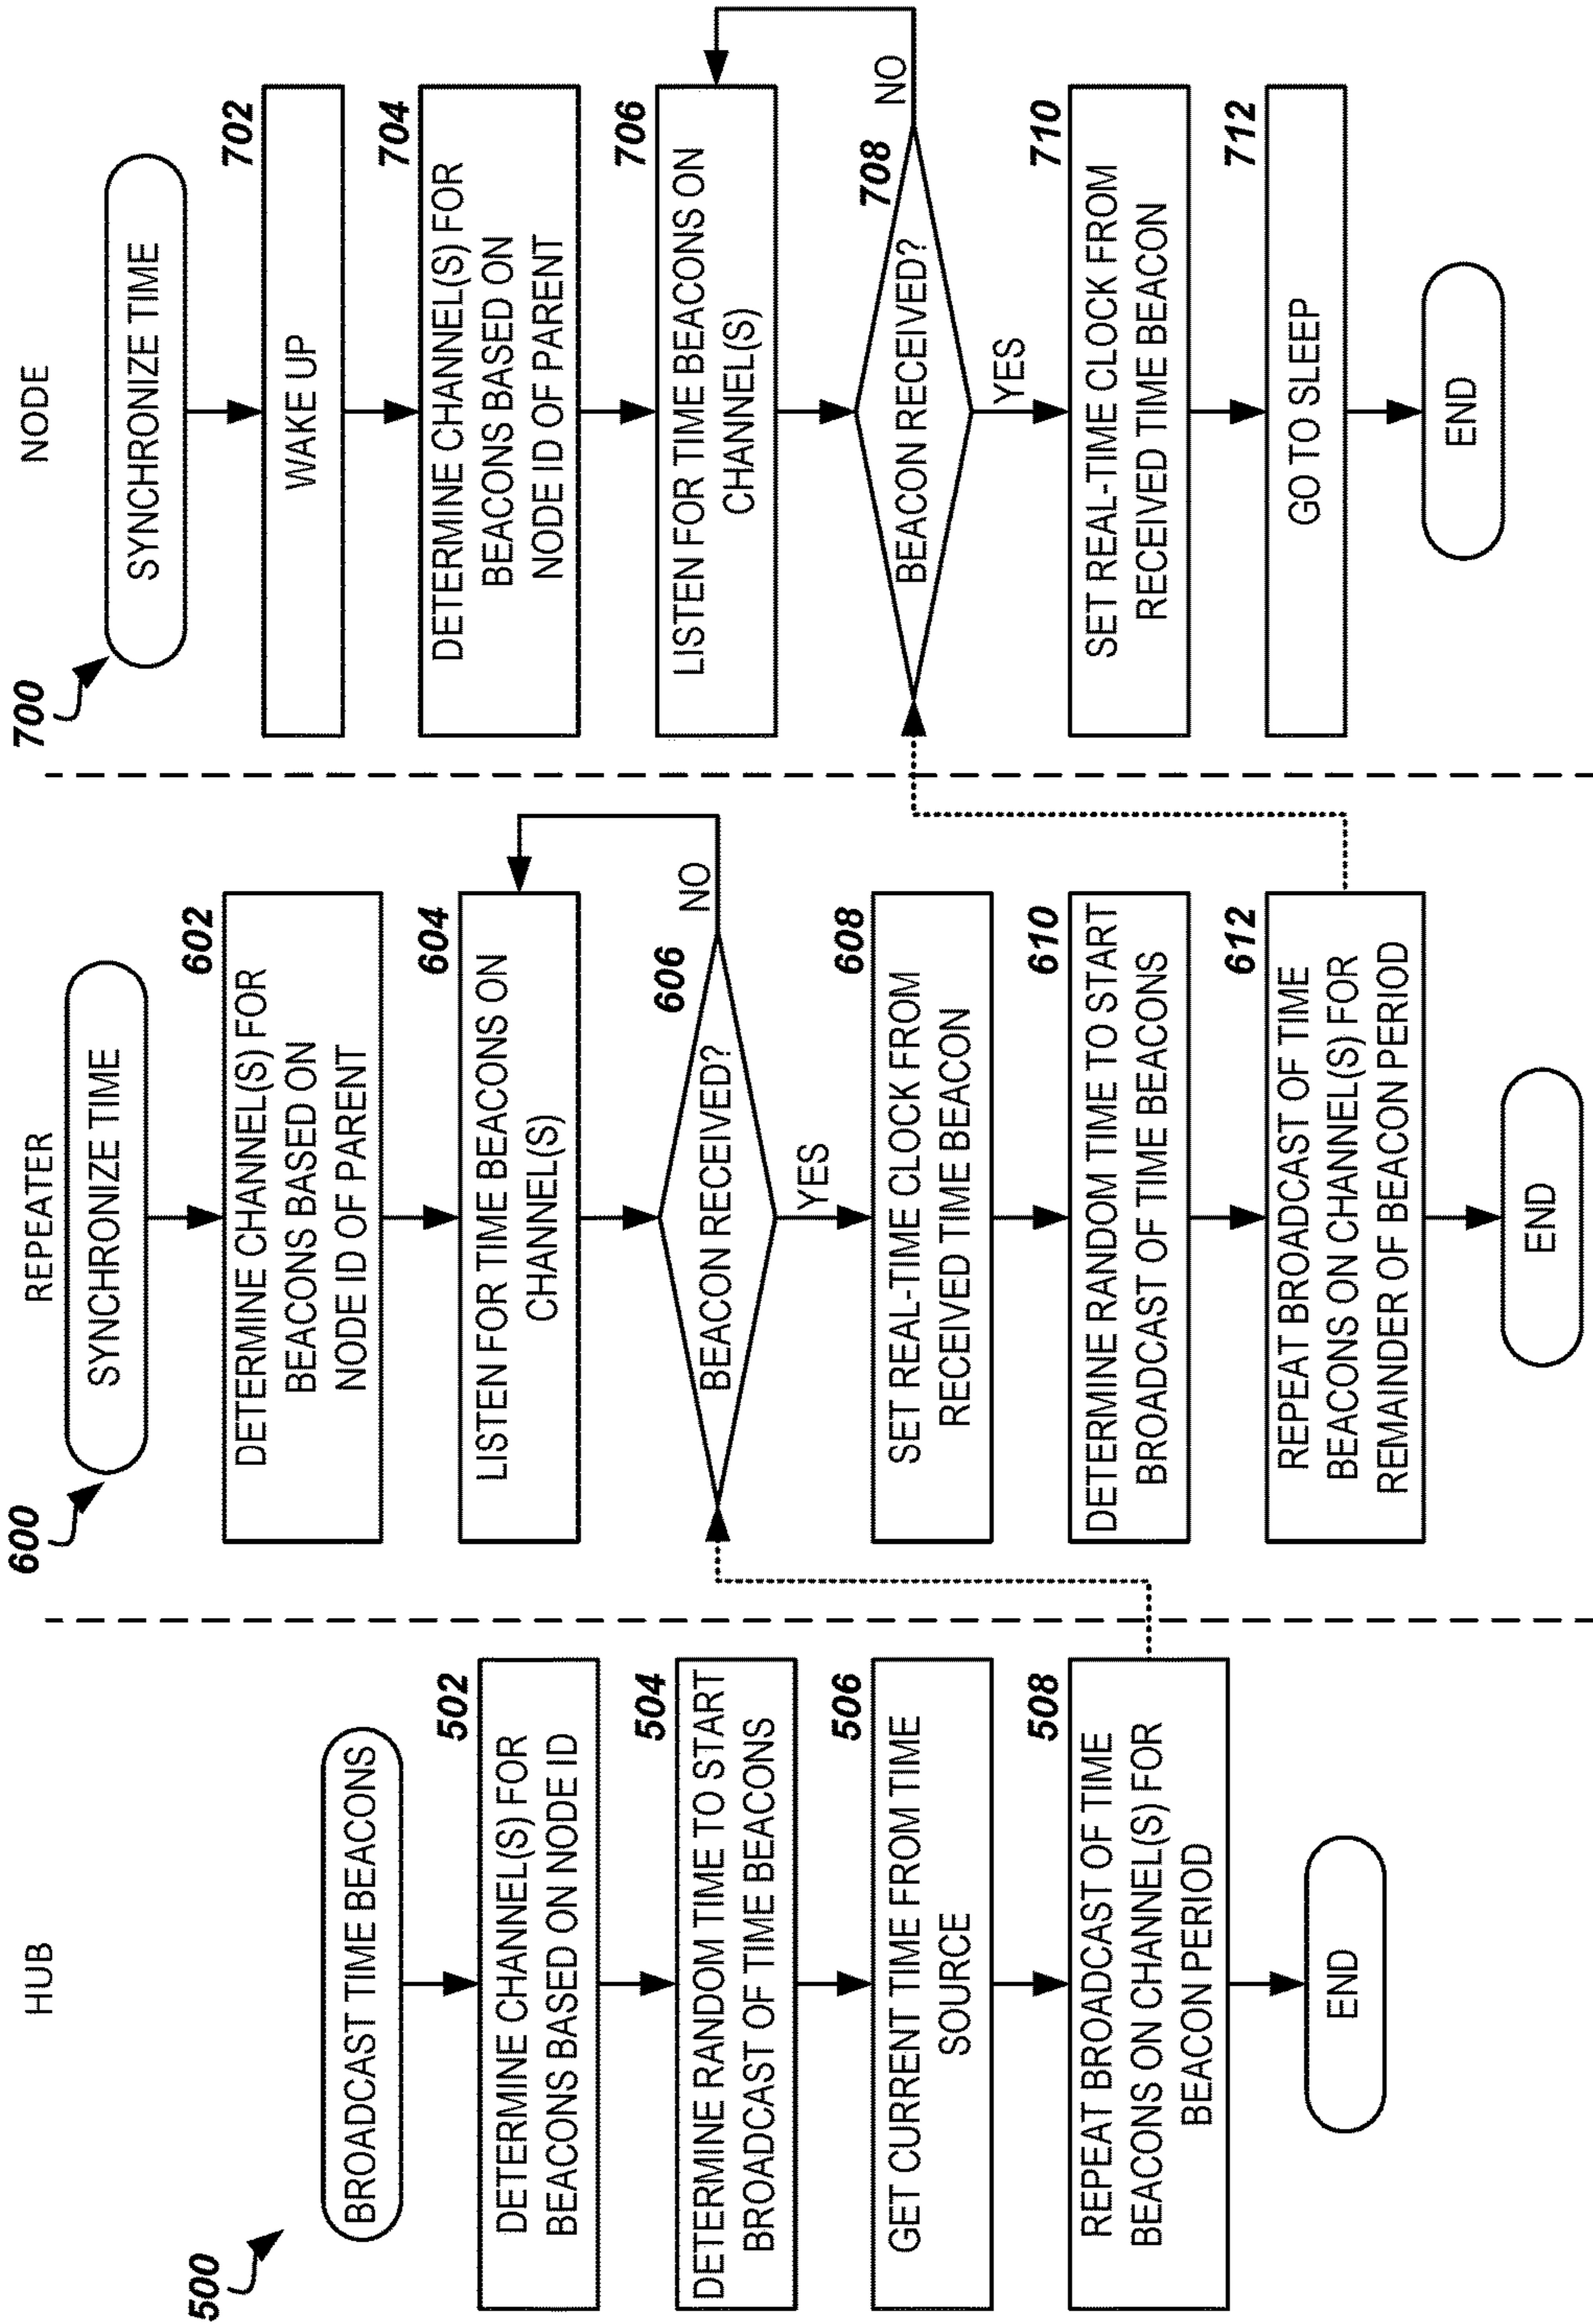 HUB
500
BROADCAST TIME BEACONS
502
DETERMINE CHANNEL(S) FOR
BEACONS BASED ON NODE ID
504
DETERMINE RANDOM TIME TO START
BROADCAST OF TIME BEACONS
506
GET CURRENT TIME FROM TIME
SOURCE
508
REPEAT BROADCAST OF TIME
BEACONS ON CHANNEL(S) FOR
BEACON PERIOD
END
REPEATER
600
SYNCHRONIZE TIME
602
DETERMINE CHANNEL(S) FOR
BEACONS BASED ON
NODE ID OF PARENT
604
LISTEN FOR TIME BEACONS ON
CHANNEL(S)
606
BEACON RECEIVED?
NO
YES
608
SET REAL-TIME CLOCK FROM
RECEIVED TIME BEACON
610
DETERMINE RANDOM TIME TO START
BROADCAST OF TIME BEACONS
612
REPEAT BROADCAST OF TIME
BEACONS ON CHANNEL(S) FOR
REMAINDER OF BEACON PERIOD
END
NODE
700
SYNCHRONIZE TIME
702
WAKE UP
704
DETERMINE CHANNEL(S) FOR
BEACONS BASED ON
NODE ID OF PARENT
706
LISTEN FOR TIME BEACONS ON
CHANNEL(S)
708
BEACON RECEIVED?
NO
YES
710
SET REAL-TIME CLOCK FROM
RECEIVED TIME BEACON
712
GO TO SLEEP
END